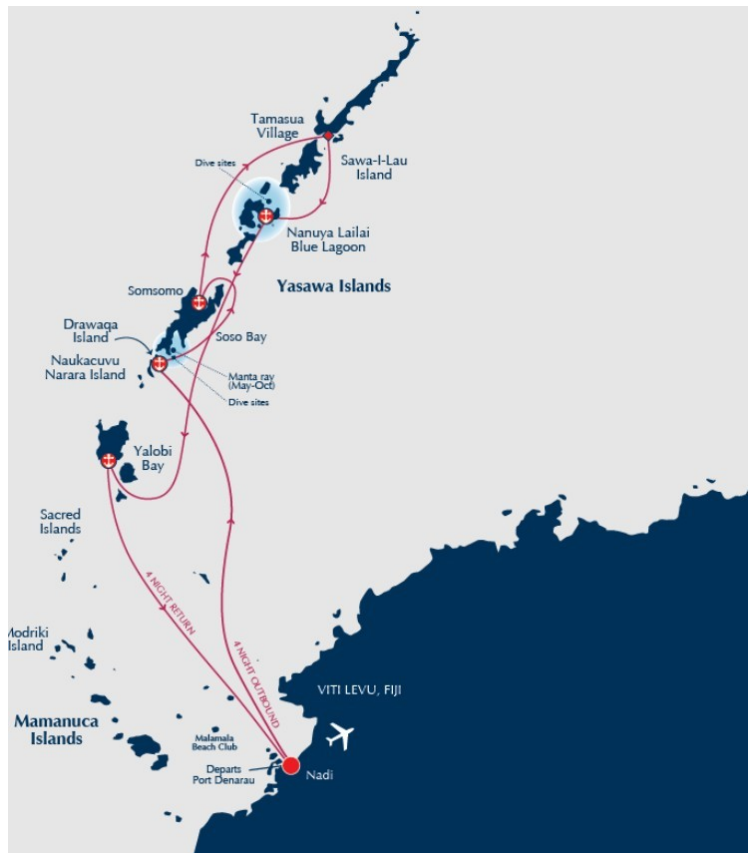 Tamasua
Village
Sawa-I-Lau
Island
Dive sites
Nanuya Lailai
Blue Lagoon
Yasawa Islands
Somsomo
Drawaqa
Island
Soso Bay
Naukacuvu
Narara Island
Manta ray
(May-Oct)
Dive sites
Yalobi
Bay
Sacred
Islands
4 NIGHT RETURN
4 NIGHT OUTBOUND
Modriki
Island
VITI LEVU, FIJI
Mamanuca
Islands
Malamala
Beach Club
Departs
Port Denarau
Nadi